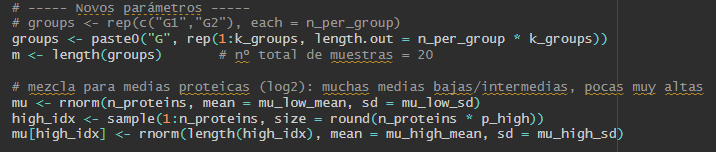 # ----- Novos parámetros -----
# groups <- rep(c("G1","G2"), each = n_per_group)
groups <- paste0("G", rep(1:k_groups, length.out = n_per_group * k_groups))
m <- length(groups)        # nº total de muestras = 20
# mezcla para medias proteicas (log2): muchas medias bajas/intermedias, pocas muy altas
mu <- rnorm(n_proteins, mean = mu_low_mean, sd = mu_low_sd)
high_idx <- sample(1:n_proteins, size = round(n_proteins * p_high))
mu[high_idx] <- rnorm(length(high_idx), mean = mu_high_mean, sd = mu_high_sd)